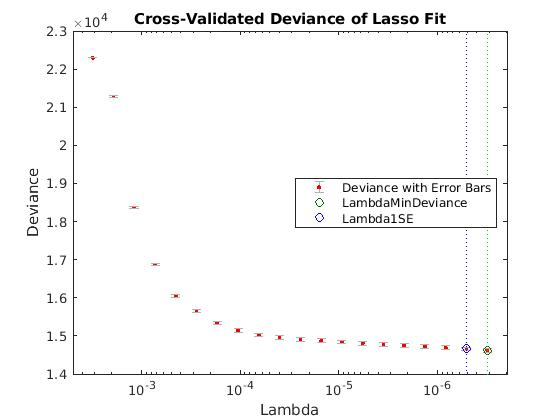 Cross-Validated Deviance of Lasso Fit
×10⁴
2.3
2.2
2.1
2
1.9
1.8
1.7
1.6
1.5
1.4
Deviance
Deviance with Error Bars
LambdaMinDeviance
Lambda1SE
10⁻³ 10⁻⁴ 10⁻⁵ 10⁻⁶
Lambda